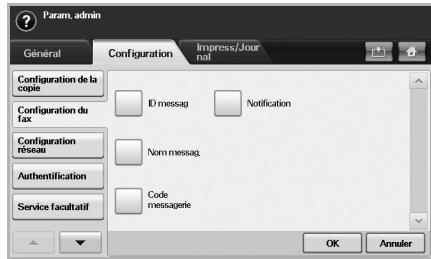 ? Param. admin
Général
Configuration
Impress/Jour
nal
Configuration de la
copie
Configuration du
fax
Configuration
réseau
Authentification
Service facultatif
ID messag
Notification
Nom messag.
Code
messagerie
OK
Annuler